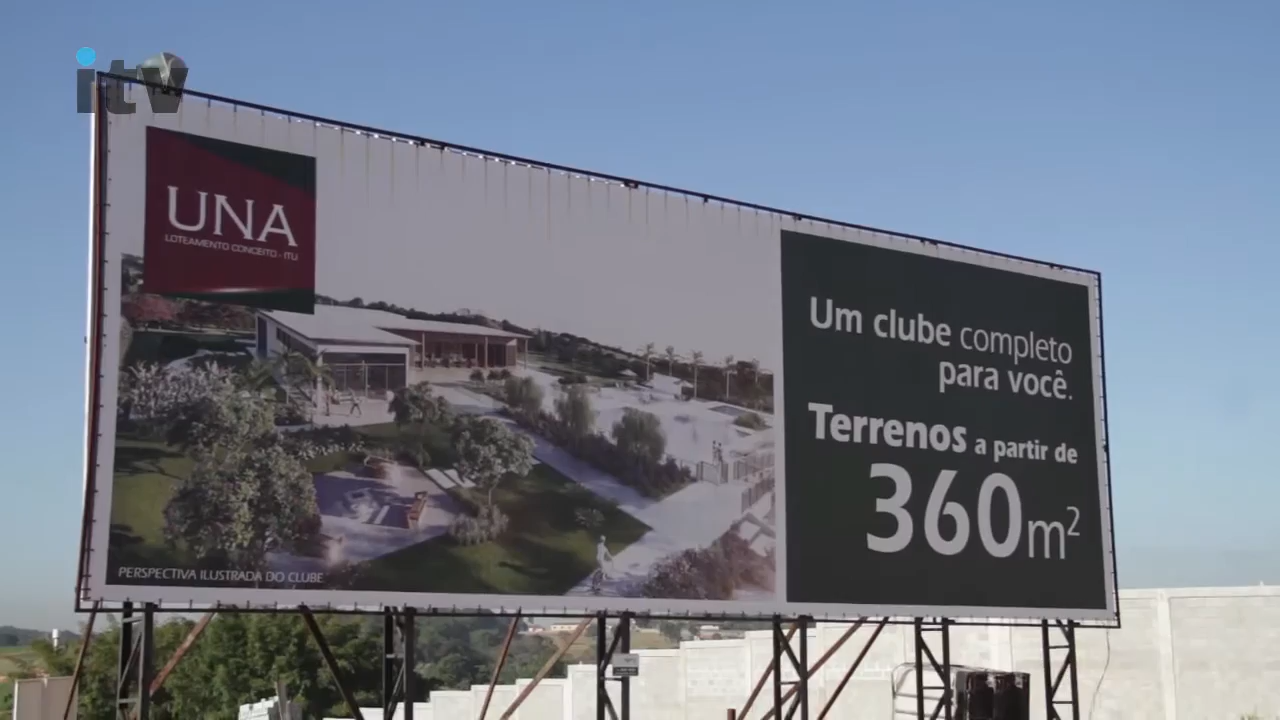 itv
UNA
LOTEAMENTO CONCEITO - ITU
Um clube completo
para você.
Terrenos a partir de
360m²
PERSPECTIVA ILUSTRADA DO CLUBE